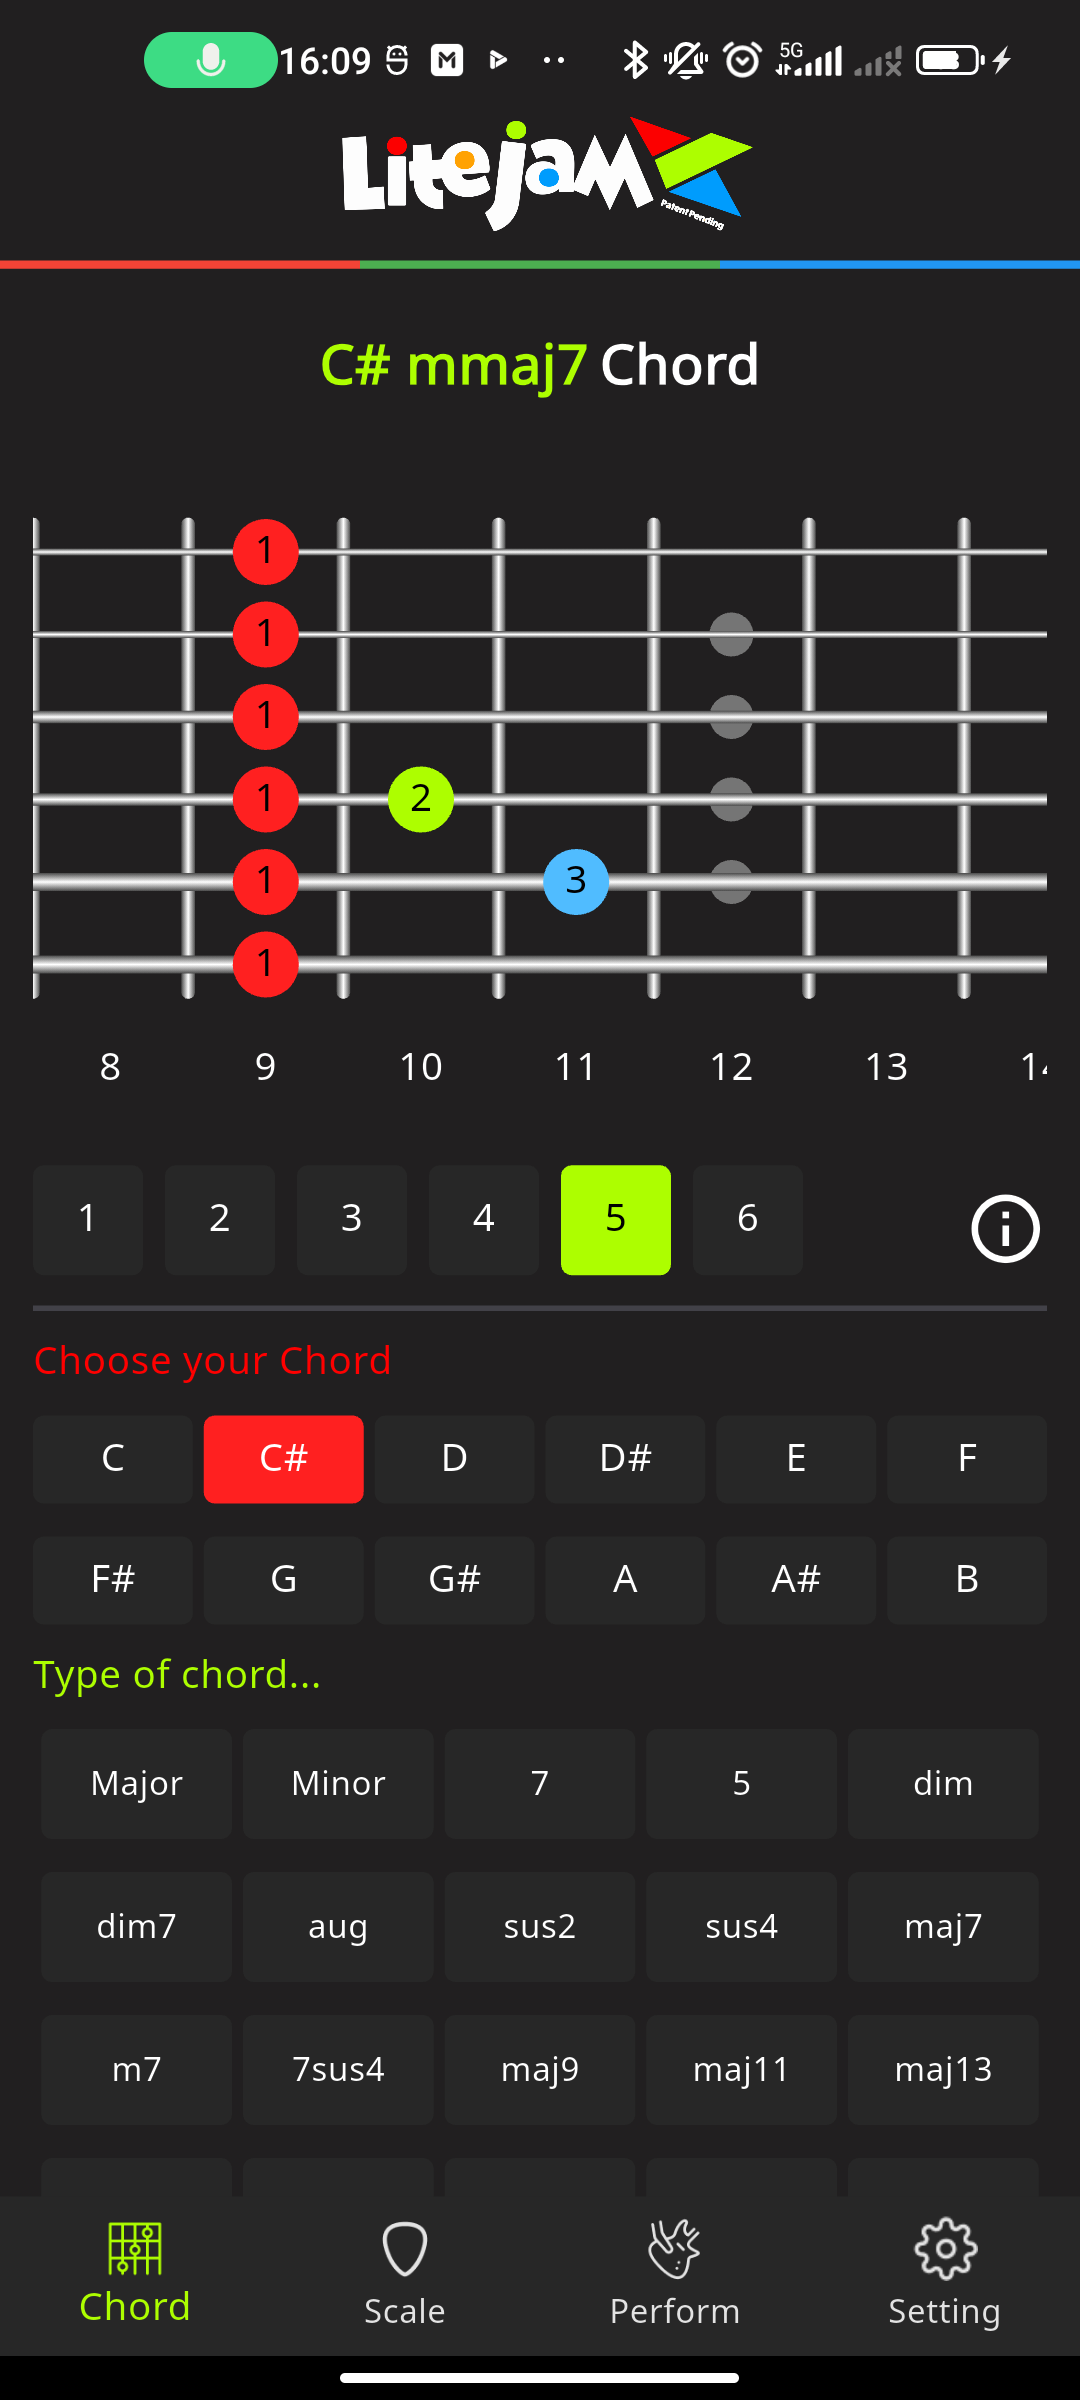 16:09
5G
Litejam
Patent Pending
C# mmaj7 Chord
1
1
1
1 2
1 3
1
8 9 10 11 12 13
1 2 3 4 5 6
Choose your Chord
C C# D D# E F
F# G G# A A# B
Type of chord...
Major Minor 7 5 dim
dim7 aug sus2 sus4 maj7
m7 7sus4 maj9 maj11 maj13
Chord Scale Perform Setting